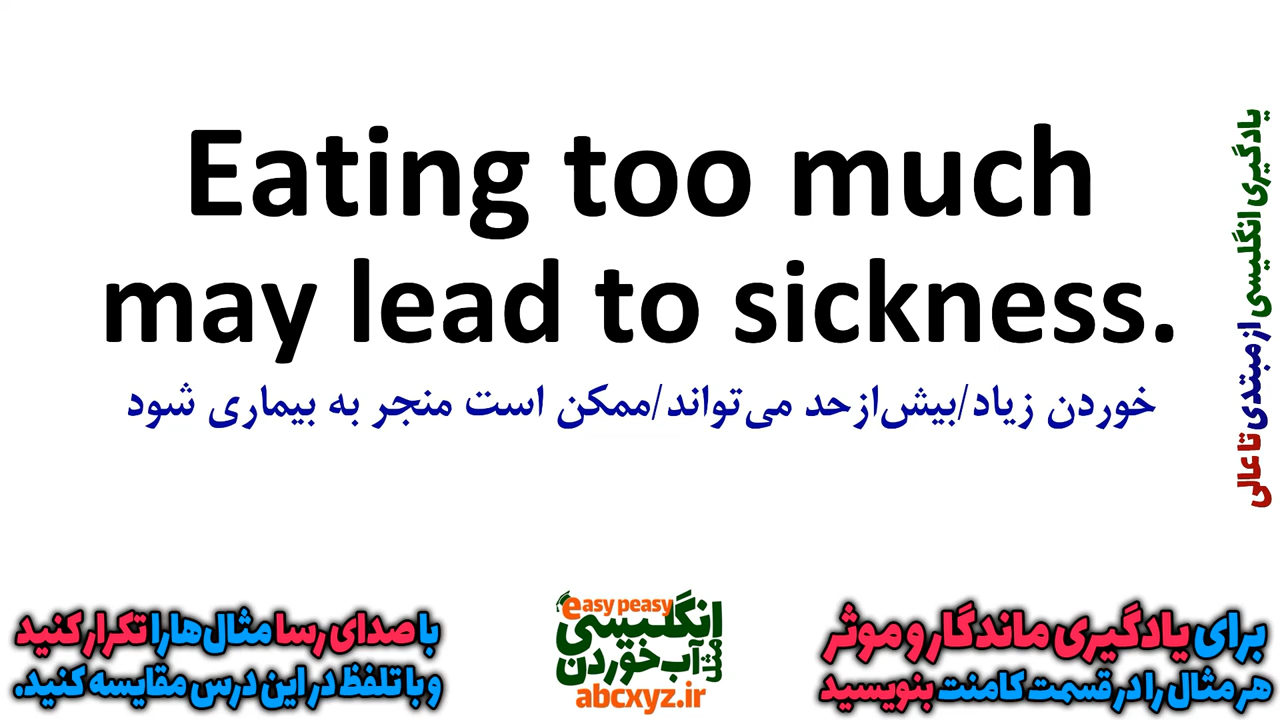 Eating too much
may lead to sickness.
خوردن زیاد/بیش‌ازحد می‌تواند/ممکن است منجر به بیماری شود
یادگیری انگلیسی از مبتدی تا عالی
با صدای رسا مثال‌ها را تکرار کنید
و با تلفظ در این درس مقایسه کنید.
easy peasy
انگلیسی
مثل
آب خوردن
abcxyz.ir
برای یادگیری ماندگار و موثر
هر مثال را در قسمت کامنت بنویسید